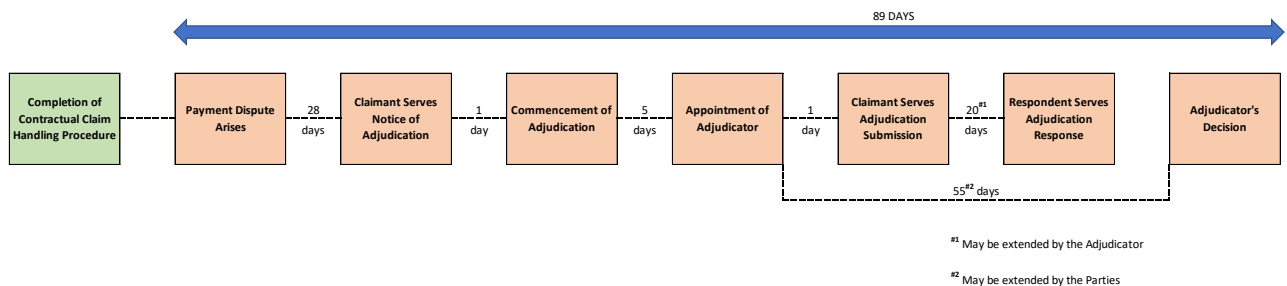 89 DAYS
Completion of
Contractual Claim
Handling Procedure
Payment Dispute
Arises
28
days
Claimant Serves
Notice of
Adjudication
1
day
Commencement of
Adjudication
5
days
Appointment of
Adjudicator
1
day
Claimant Serves
Adjudication
Submission
20#1
days
Respondent Serves
Adjudication
Response
Adjudicator's
Decision
55#2 days
#1 May be extended by the Adjudicator
#2 May be extended by the Parties